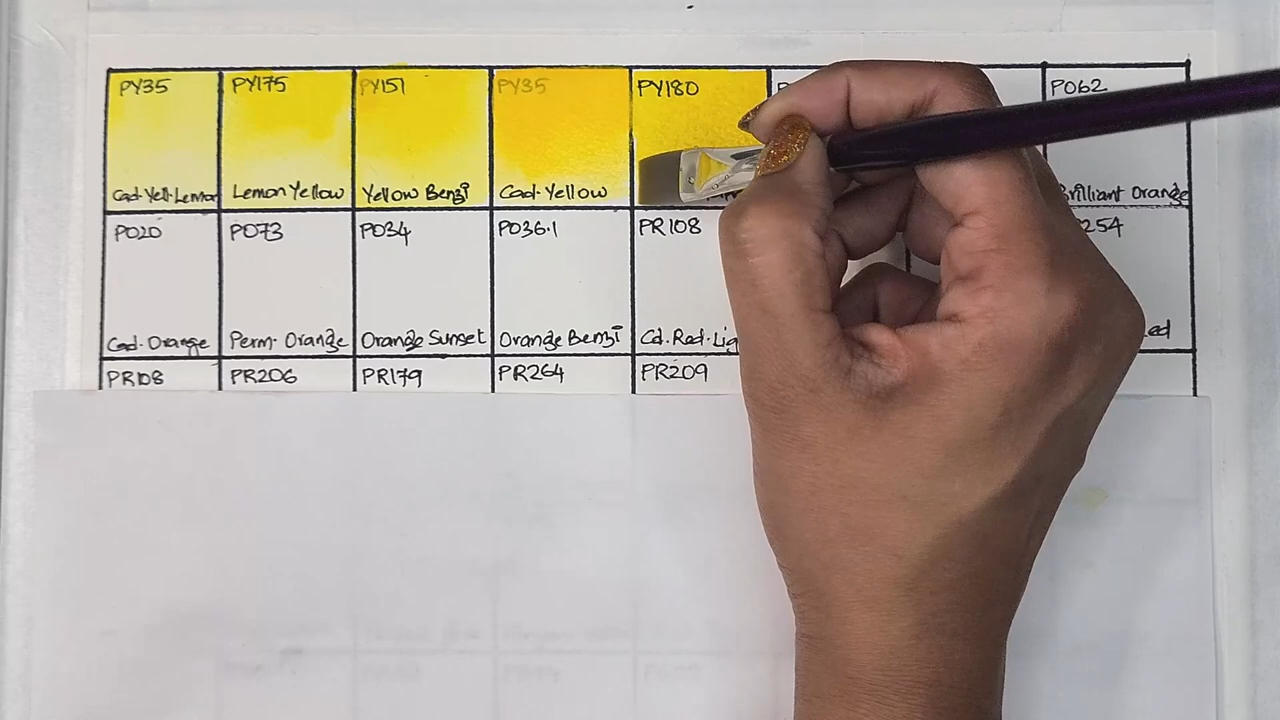 PY35 PY175 PY151 PY35 PY180 PO62
Cad.Yell.Lemon Lemon Yellow Yellow Benzi Cad.Yellow Brilliant Orange
PO20 PO73 PO34 PO36.1 PR108 254
Cad.Orange Perm.Orange Orange Sunset Orange Benzi Cd.Red.Lig ed
PR108 PR206 PR179 PR264 PR209